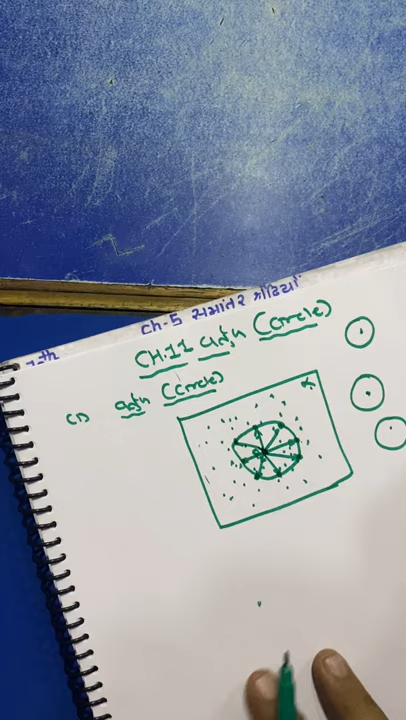 Ch-5 સમાંતર શ્રેણિઓ
CH.11 વર્તુળ (Circle)
(1) વર્તુળ (Circle)
α